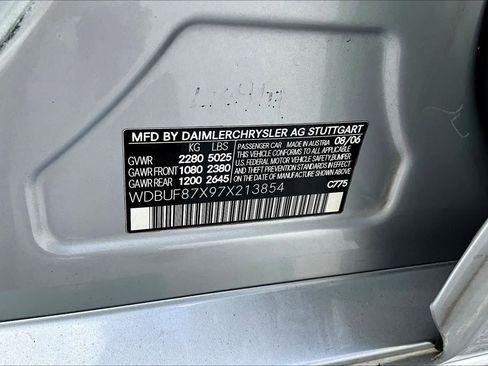 MFD BY DAIMLERCHRYSLER AG STUTTGART
KG LBS PASSENGER CAR MADE IN AUSTRIA 08/06
GVWR 2280 5025 THIS VEHICLE CONFORMS TO ALL APPLICABLE
GAWR FRONT 1080 2380 U.S. FEDERAL MOTOR VEHICLE SAFETY, BUMPER
GAWR REAR 1200 2645 AND THEFT PREVENTION STANDARDS IN EFFECT ON THE DATE OF MANUFACTURE SHOWN ABOVE.
WDBUF87X97X213854 C775